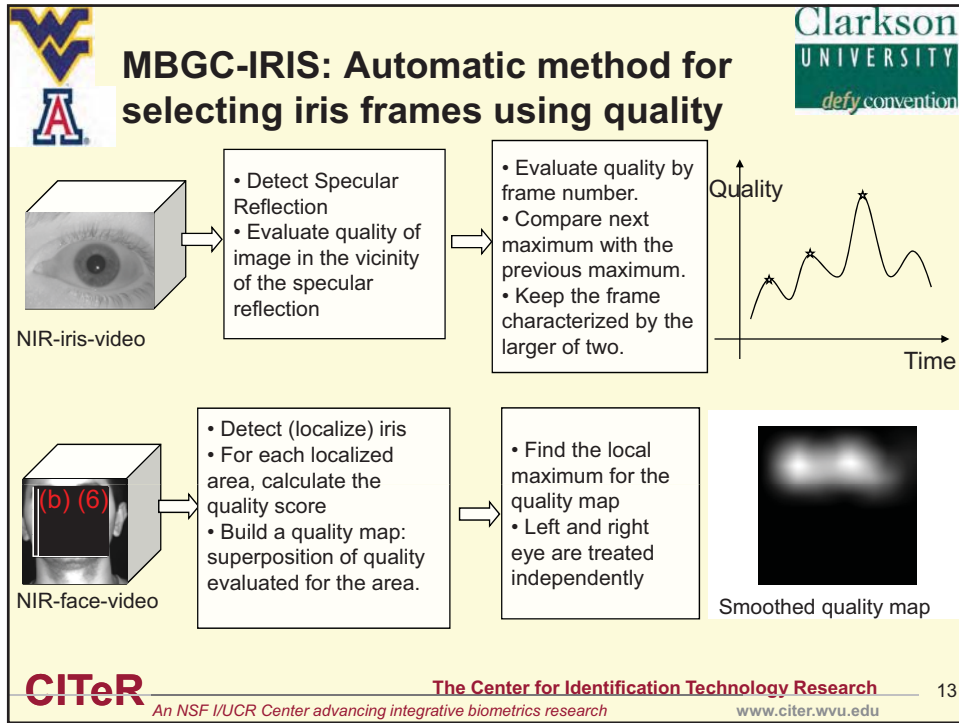 Clarkson
UNIVERSITY
defy convention
MBGC-IRIS: Automatic method for
selecting iris frames using quality
NIR-iris-video
• Detect Specular
Reflection
• Evaluate quality of
image in the vicinity
of the specular
reflection
• Evaluate quality by
frame number.
• Compare next
maximum with the
previous maximum.
• Keep the frame
characterized by the
larger of two.
Quality
Time
(b) (6)
NIR-face-video
• Detect (localize) iris
• For each localized
area, calculate the
quality score
• Build a quality map:
superposition of quality
evaluated for the area.
• Find the local
maximum for the
quality map
• Left and right
eye are treated
independently
Smoothed quality map
CITeR
The Center for Identification Technology Research
13
An NSF I/UCR Center advancing integrative biometrics research
www.citer.wvu.edu